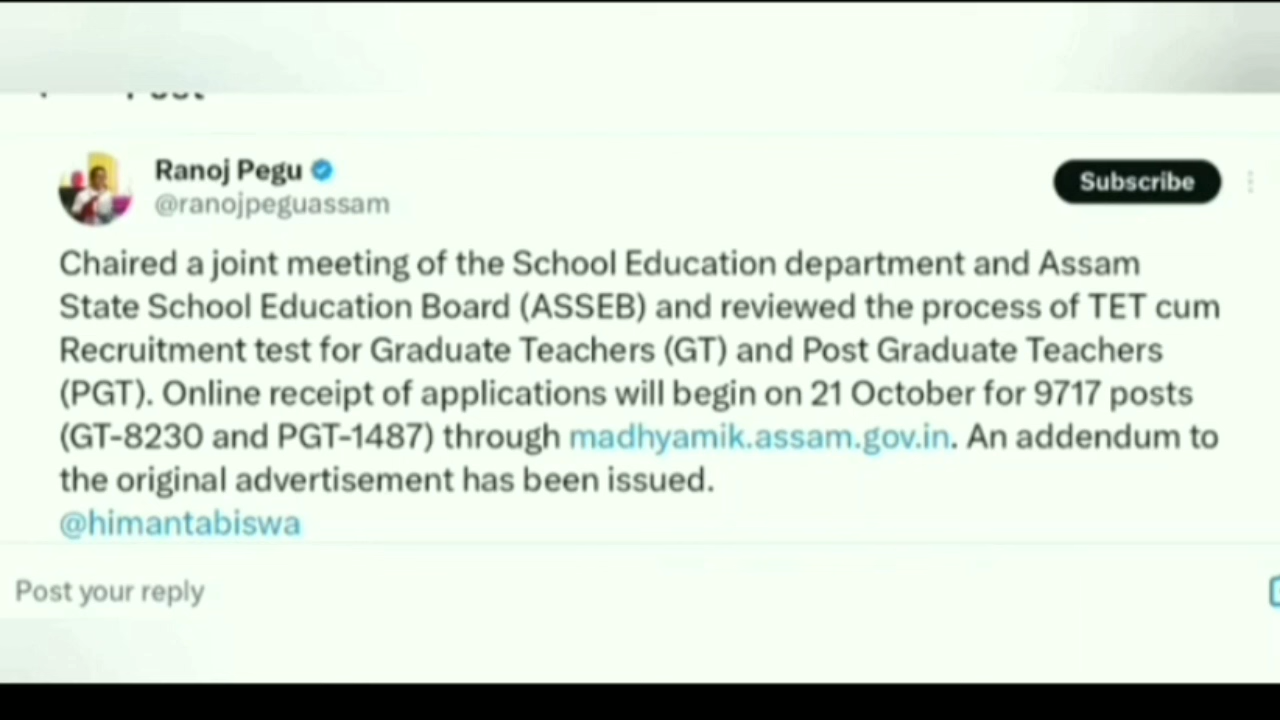 Ranoj Pegu
@ranojpeguassam
Subscribe
Chaired a joint meeting of the School Education department and Assam
State School Education Board (ASSEB) and reviewed the process of TET cum
Recruitment test for Graduate Teachers (GT) and Post Graduate Teachers
(PGT). Online receipt of applications will begin on 21 October for 9717 posts
(GT-8230 and PGT-1487) through madhyamik.assam.gov.in. An addendum to
the original advertisement has been issued.
@himantabiswa
Post your reply